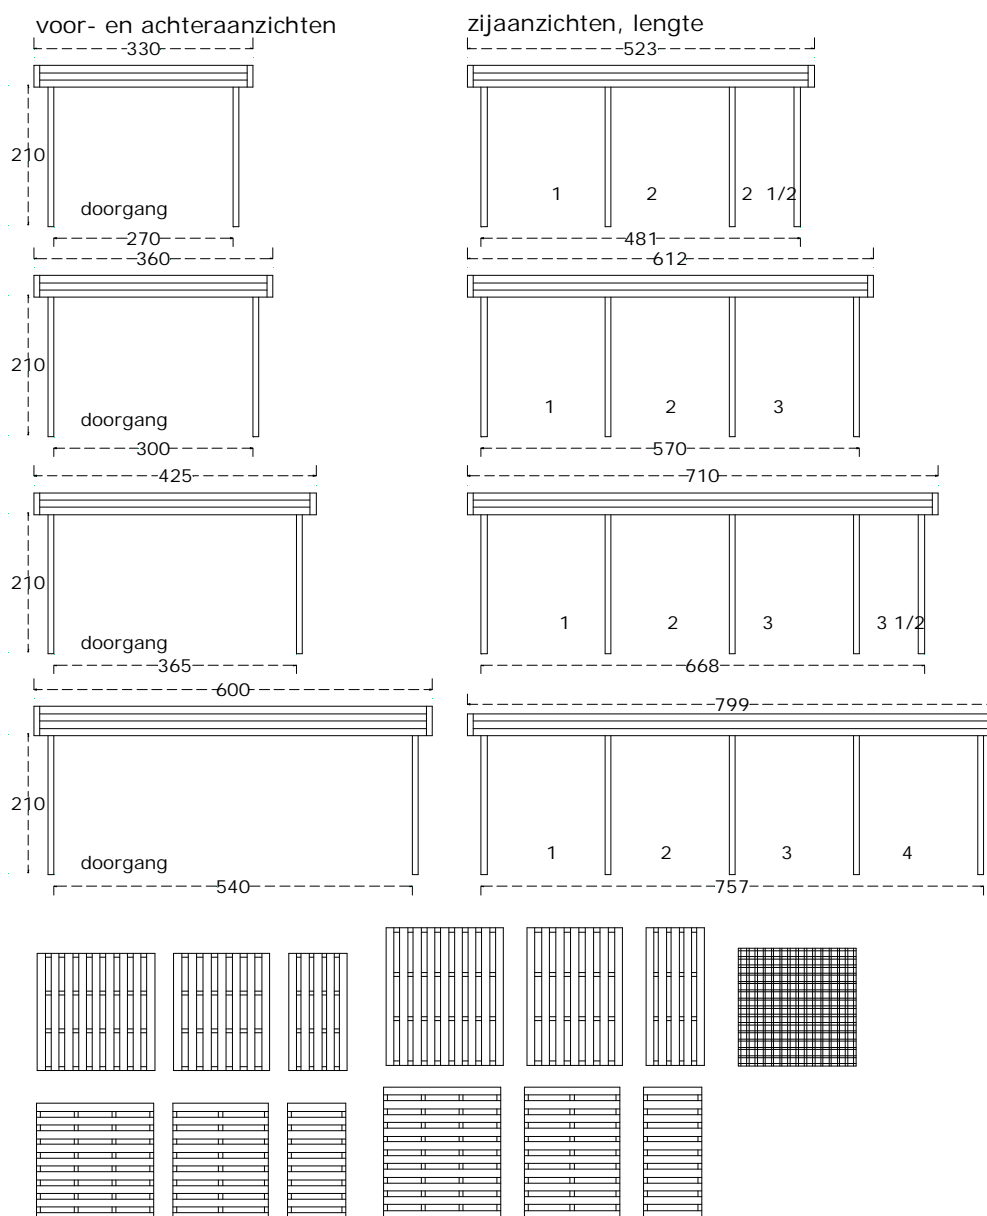 voor- en achteraanzichten
zijaanzichten, lengte
330
523
210
doorgang
1 2 2 1/2
270
481
360
612
210
doorgang
1 2 3
300
570
425
710
210
doorgang
1 2 3 3 1/2
365
668
600
799
210
doorgang
1 2 3 4
540
757